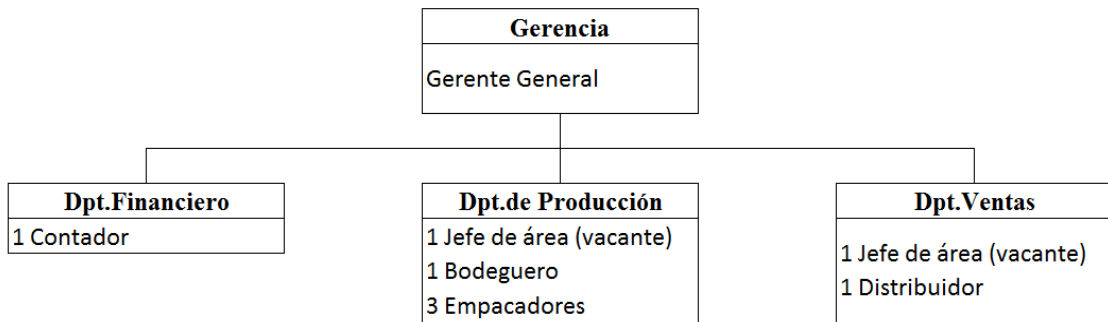 Gerencia
Gerente General
Dpt.Financiero
1 Contador
Dpt.de Producción
1 Jefe de área (vacante)
1 Bodeguero
3 Empacadores
Dpt.Ventas
1 Jefe de área (vacante)
1 Distribuidor